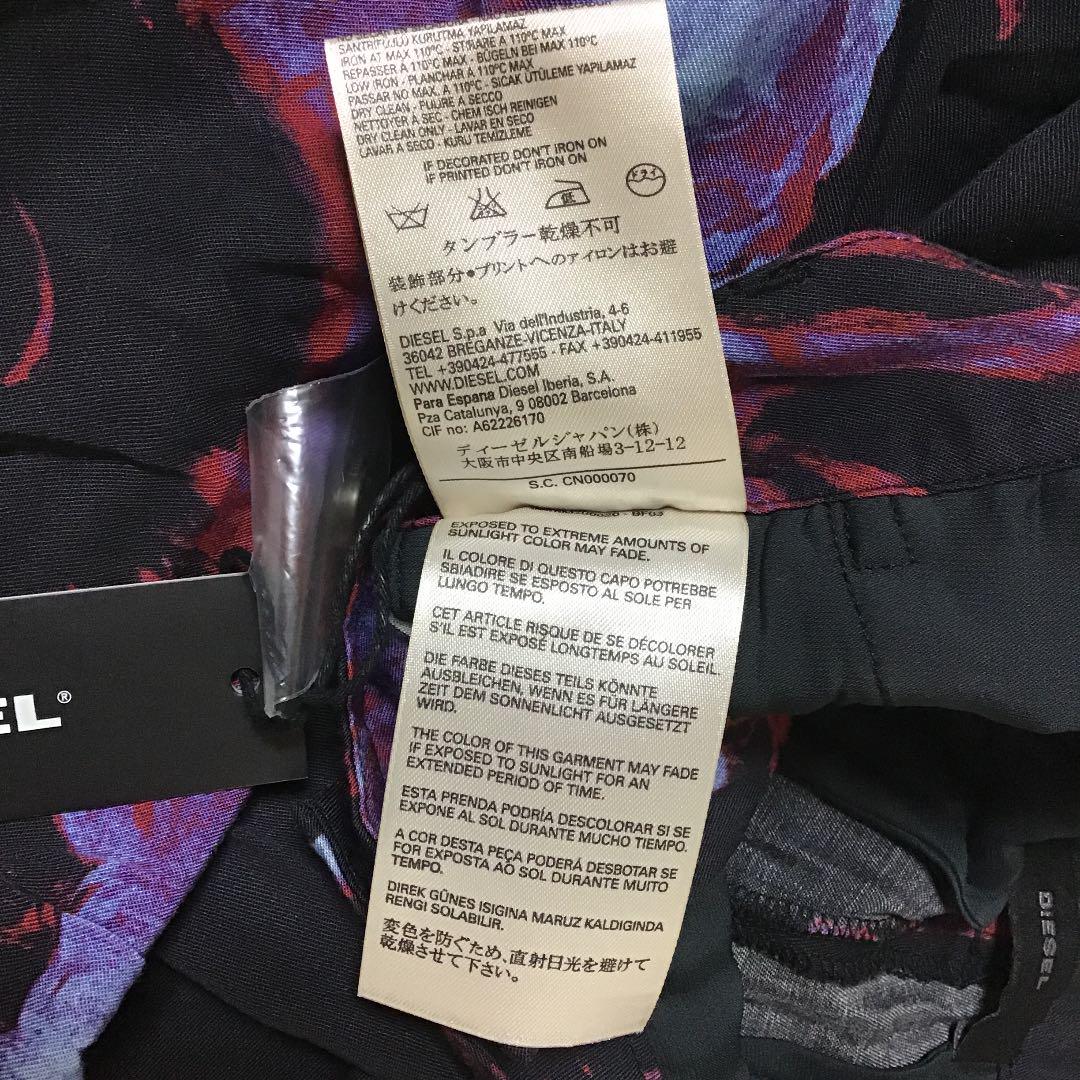 SANTRIFÜJLÜ KURUTMA YAPILAMAZ
IRON AT MAX 110°C - STIRARE A 110°C MAX
REPASSER A 110°C MAX - BÜGELN BEI MAX 110°C
LOW IRON - PLANCHAR A 110°C MAX
PASSAR NO MAX. A 110°C - SICAK ÜTÜLEME YAPILAMAZ
DRY CLEAN - PULIRE A SECCO
NETTOYER A SEC - CHEMISCH REINIGEN
DRY CLEAN ONLY - LAVAR EN SECO
LAVAR A SECO - KURU TEMIZLEME
IF DECORATED DON'T IRON ON
IF PRINTED DON'T IRON ON
低 ドライ
タンブラー乾燥不可
装飾部分●プリントへのアイロンはお避
けください。
DIESEL S.p.a Via dell'Industria, 4-6
36042 BREGANZE-VICENZA-ITALY
TEL +390424-477555 - FAX +390424-411955
WWW.DIESEL.COM
Para Espana Diesel Iberia, S.A.
Pza Catalunya, 9 08002 Barcelona
CIF no: A62226170
ディーゼルジャパン(株)
大阪市中央区南船場3-12-12
S.C. CN000070
EXPOSED TO EXTREME AMOUNTS OF
SUNLIGHT COLOR MAY FADE.
IL COLORE DI QUESTO CAPO POTREBBE
SBIADIRE SE ESPOSTO AL SOLE PER
LUNGO TEMPO.
CET ARTICLE RISQUE DE SE DÉCOLORER
S'IL EST EXPOSÉ LONGTEMPS AU SOLEIL.
DIE FARBE DIESES TEILS KÖNNTE
AUSBLEICHEN, WENN ES FÜR LÄNGERE
ZEIT DEM SONNENLICHT AUSGESETZT
WIRD.
THE COLOR OF THIS GARMENT MAY FADE
IF EXPOSED TO SUNLIGHT FOR AN
EXTENDED PERIOD OF TIME.
ESTA PRENDA PODRÍA DESCOLORAR SI SE
EXPONE AL SOL DURANTE MUCHO TIEMPO.
A COR DESTA PEÇA PODERÁ DESBOTAR SE
FOR EXPOSTA AO SOL DURANTE MUITO
TEMPO.
DIREK GÜNES ISIGINA MARUZ KALDIGINDA
RENGI SOLABILIR.
変色を防ぐため、直射日光を避けて
乾燥させて下さい。
SEL®
DIESEL